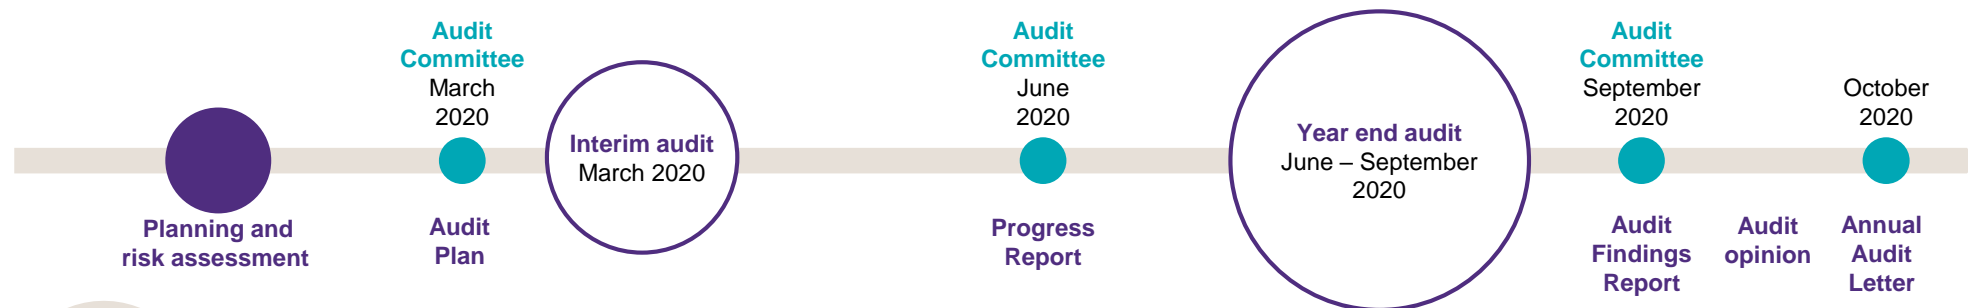 Planning and
risk assessment
Audit
Committee
March
2020
Audit
Plan
Interim audit
March 2020
Audit
Committee
June
2020
Progress
Report
Year end audit
June – September
2020
Audit
Committee
September
2020
Audit
Findings
Report
Audit
opinion
October
2020
Annual
Audit
Letter